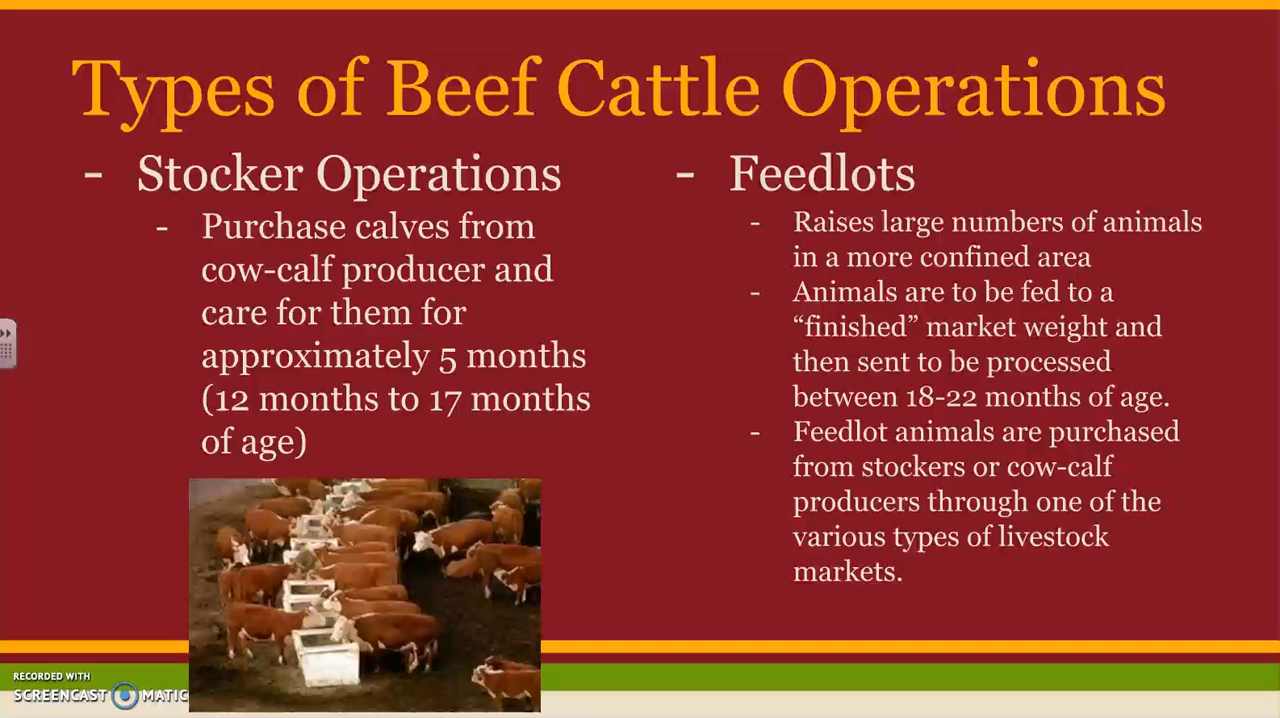 Types of Beef Cattle Operations
- Stocker Operations
- Purchase calves from
cow-calf producer and
care for them for
approximately 5 months
(12 months to 17 months
of age)
- Feedlots
- Raises large numbers of animals
in a more confined area
- Animals are to be fed to a
“finished” market weight and
then sent to be processed
between 18-22 months of age.
- Feedlot animals are purchased
from stockers or cow-calf
producers through one of the
various types of livestock
markets.
RECORDED WITH
SCREENCAST MATIC